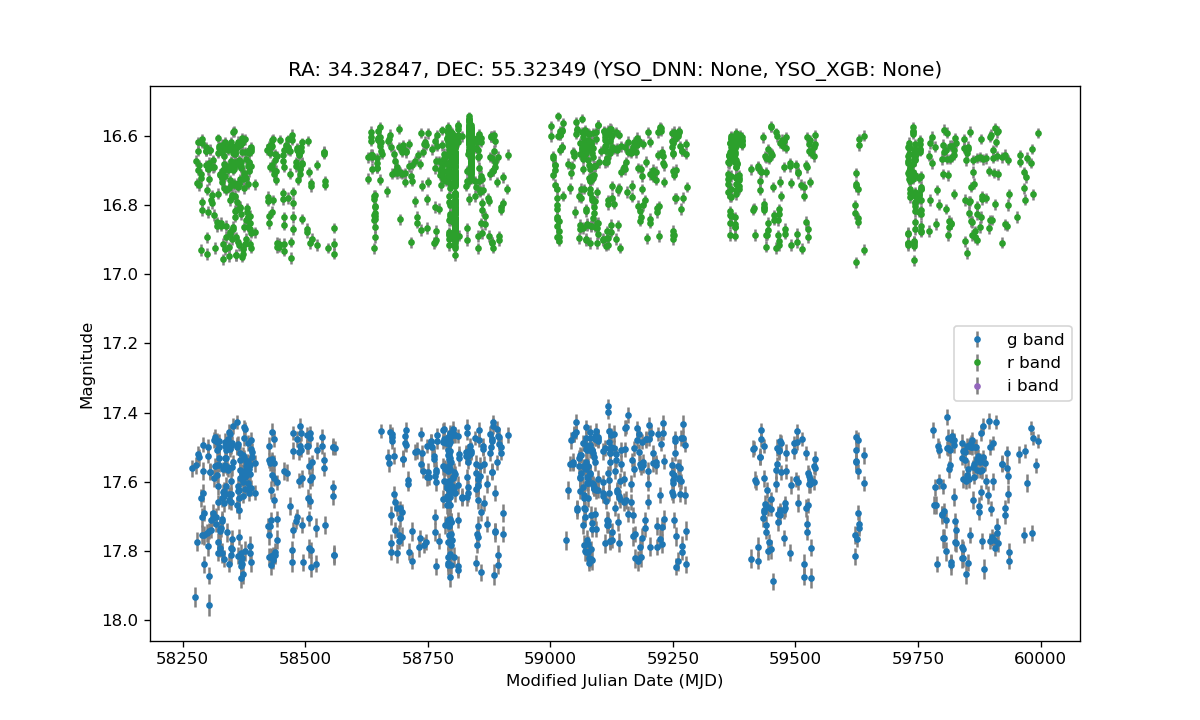 RA: 34.32847, DEC: 55.32349 (YSO_DNN: None, YSO_XGB: None)
16.6
16.8
17.0
17.2
17.4
17.6
17.8
18.0
Magnitude
g band
r band
i band
58250
58500
58750
59000
59250
59500
59750
60000
Modified Julian Date (MJD)